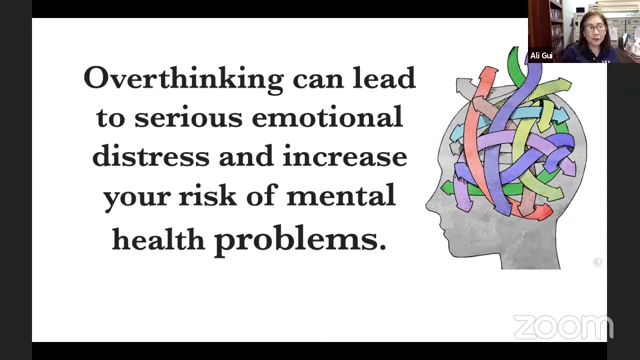 Ali Gui
Overthinking can lead
to serious emotional
distress and increase
your risk of mental
health problems.
zoom